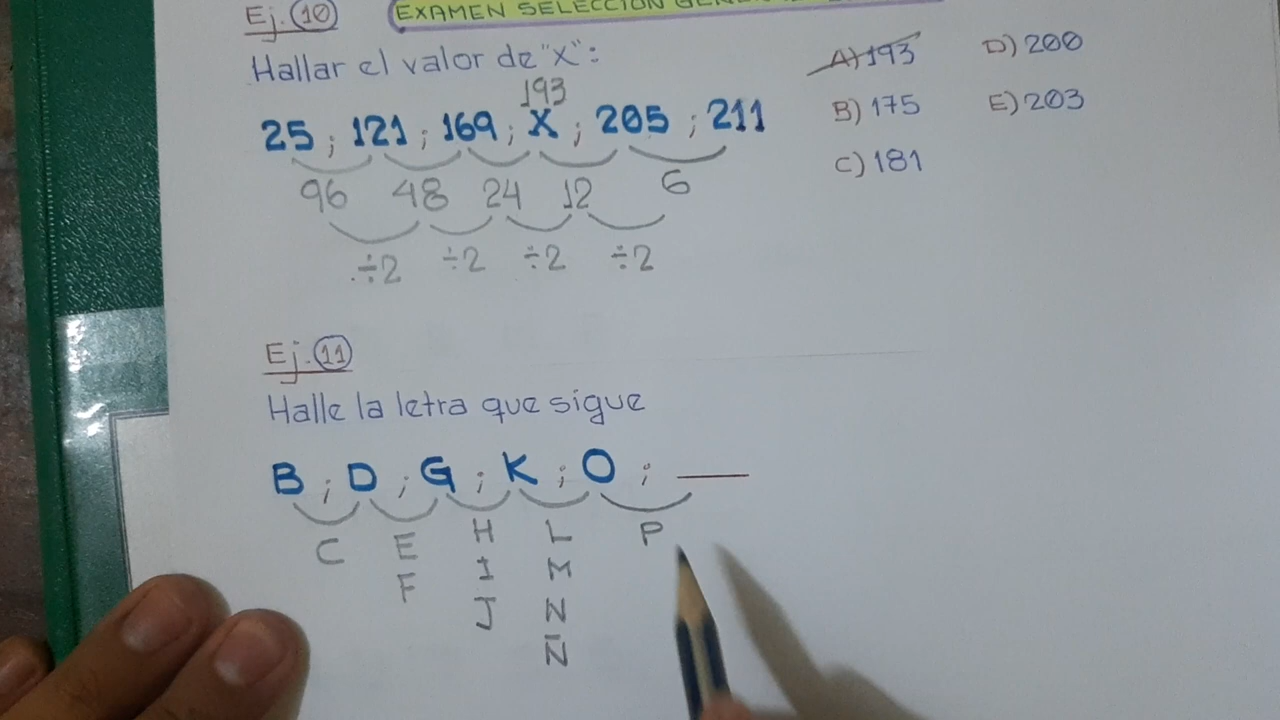 Ej. 10
EXAMEN SELECCIÓN GENERAL
Hallar el valor de "X":
193
25 ; 121 ; 169 ; X ; 205 ; 211
96 48 24 12 6
÷2 ÷2 ÷2 ÷2
A) 193 D) 200
B) 175 E) 203
C) 181
Ej. 11
Halle la letra que sigue
B ; D ; G ; K ; O ; ___
C E H L P
F I M
J N
Ñ